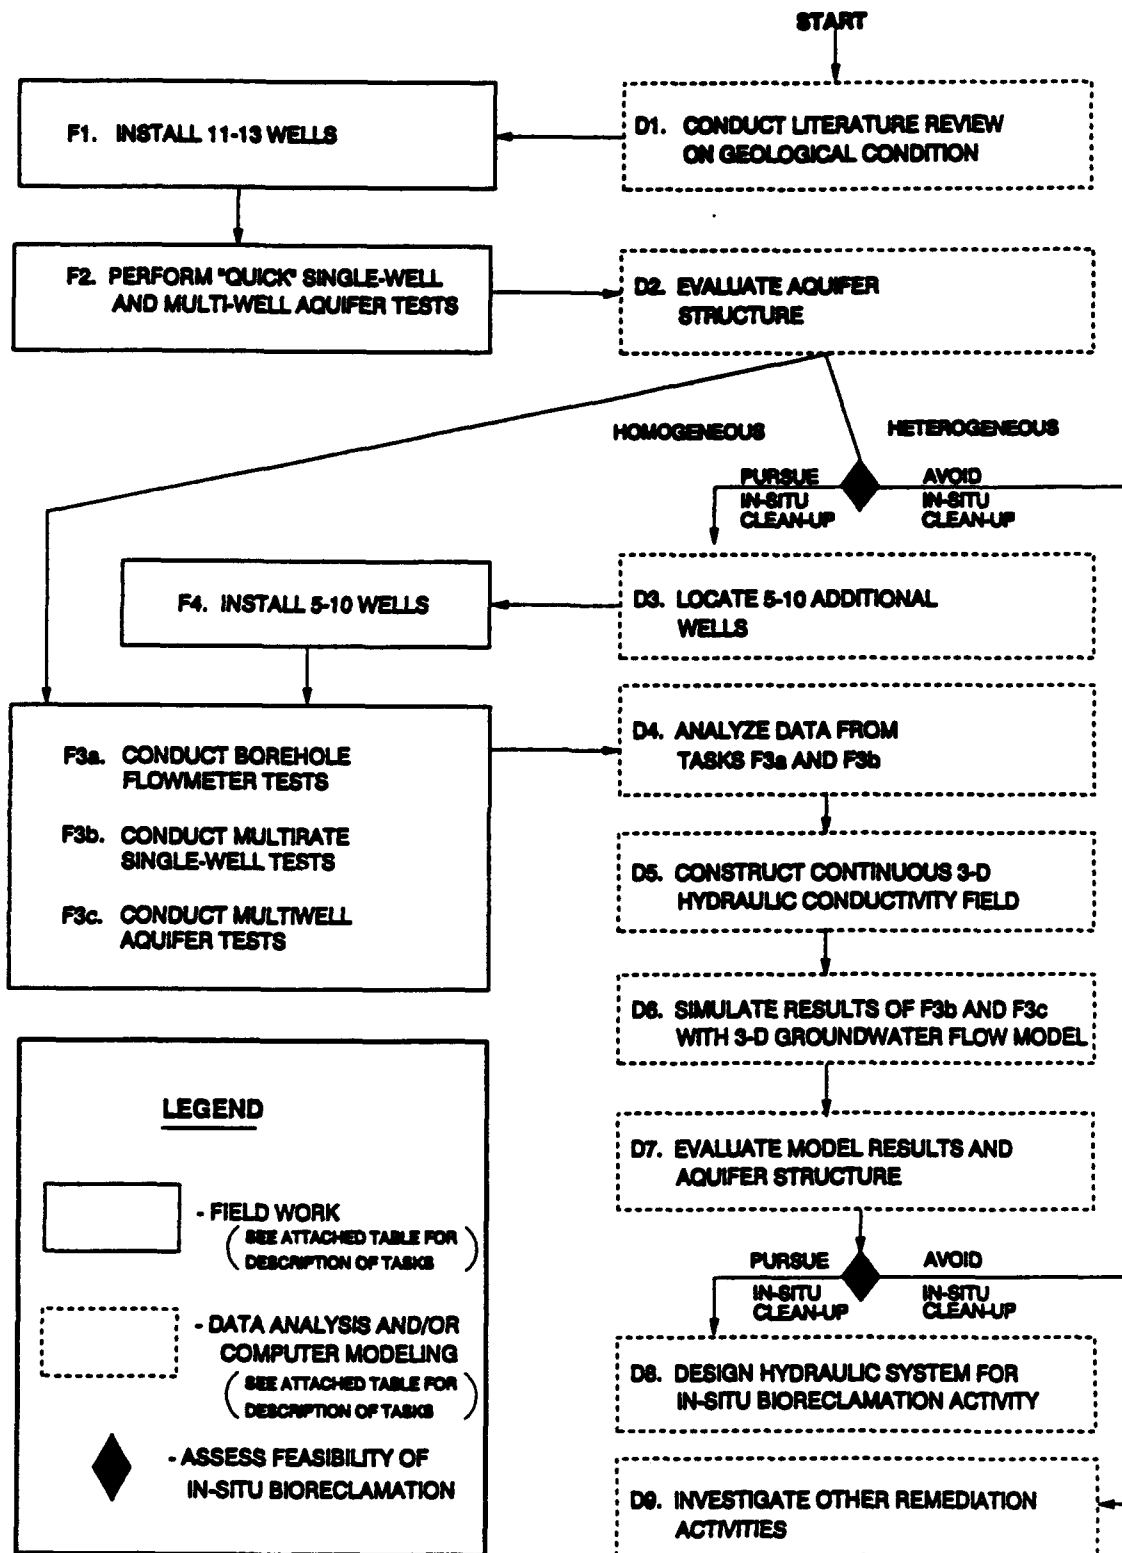 START
D1. CONDUCT LITERATURE REVIEW
ON GEOLOGICAL CONDITION
F1. INSTALL 11-13 WELLS
F2. PERFORM "QUICK" SINGLE-WELL
AND MULTI-WELL AQUIFER TESTS
D2. EVALUATE AQUIFER
STRUCTURE
HOMOGENEOUS
HETEROGENEOUS
PURSUE
IN-SITU
CLEAN-UP
AVOID
IN-SITU
CLEAN-UP
D3. LOCATE 5-10 ADDITIONAL
WELLS
F4. INSTALL 5-10 WELLS
F3a. CONDUCT BOREHOLE
FLOWMETER TESTS
F3b. CONDUCT MULTIRATE
SINGLE-WELL TESTS
F3c. CONDUCT MULTIWELL
AQUIFER TESTS
D4. ANALYZE DATA FROM
TASKS F3a AND F3b
D5. CONSTRUCT CONTINUOUS 3-D
HYDRAULIC CONDUCTIVITY FIELD
D6. SIMULATE RESULTS OF F3b AND F3c
WITH 3-D GROUNDWATER FLOW MODEL
D7. EVALUATE MODEL RESULTS AND
AQUIFER STRUCTURE
PURSUE
IN-SITU
CLEAN-UP
AVOID
IN-SITU
CLEAN-UP
D8. DESIGN HYDRAULIC SYSTEM FOR
IN-SITU BIORECLAMATION ACTIVITY
D9. INVESTIGATE OTHER REMEDIATION
ACTIVITIES
LEGEND
- FIELD WORK
(SEE ATTACHED TABLE FOR
DESCRIPTION OF TASKS)
- DATA ANALYSIS AND/OR
COMPUTER MODELING
(SEE ATTACHED TABLE FOR
DESCRIPTION OF TASKS)
- ASSESS FEASIBILITY OF
IN-SITU BIORECLAMATION